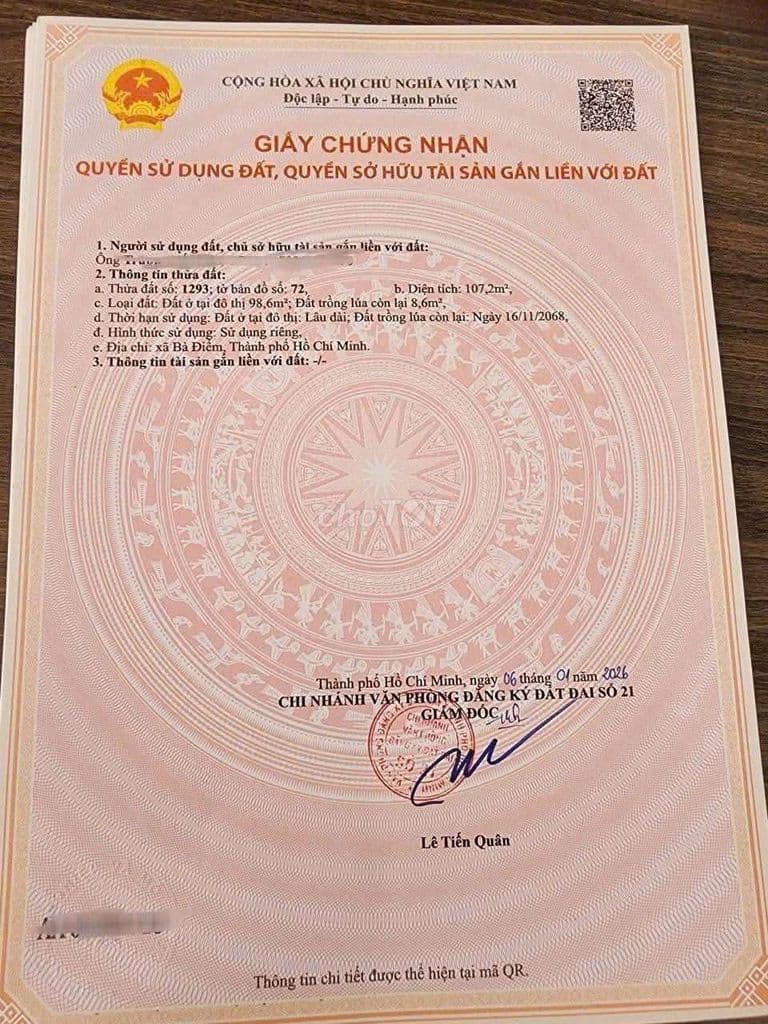 CỘNG HÒA XÃ HỘI CHỦ NGHĨA VIỆT NAM
Độc lập - Tự do - Hạnh phúc
GIẤY CHỨNG NHẬN
QUYỀN SỬ DỤNG ĐẤT, QUYỀN SỞ HỮU TÀI SẢN GẮN LIỀN VỚI ĐẤT
1. Người sử dụng đất, chủ sở hữu tài sản gắn liền với đất:
Ông
2. Thông tin thửa đất:
a. Thửa đất số: 1293; tờ bản đồ số: 72, b. Diện tích: 107,2m²,
c. Loại đất: Đất ở tại đô thị 98,6m²; Đất trồng lúa còn lại 8,6m²,
d. Thời hạn sử dụng: Đất ở tại đô thị: Lâu dài; Đất trồng lúa còn lại: Ngày 16/11/2068,
đ. Hình thức sử dụng: Sử dụng riêng,
e. Địa chỉ: xã Bà Điểm, Thành phố Hồ Chí Minh.
3. Thông tin tài sản gắn liền với đất: -/-
choTOT
Thành phố Hồ Chí Minh, ngày 06 tháng 01 năm 2026
CHI NHÁNH VĂN PHÒNG ĐĂNG KÝ ĐẤT ĐAI SỐ 21
GIÁM ĐỐC
CHI NHÁNH
VĂN PHÒNG
Lê Tiến Quân
Thông tin chi tiết được thể hiện tại mã QR.